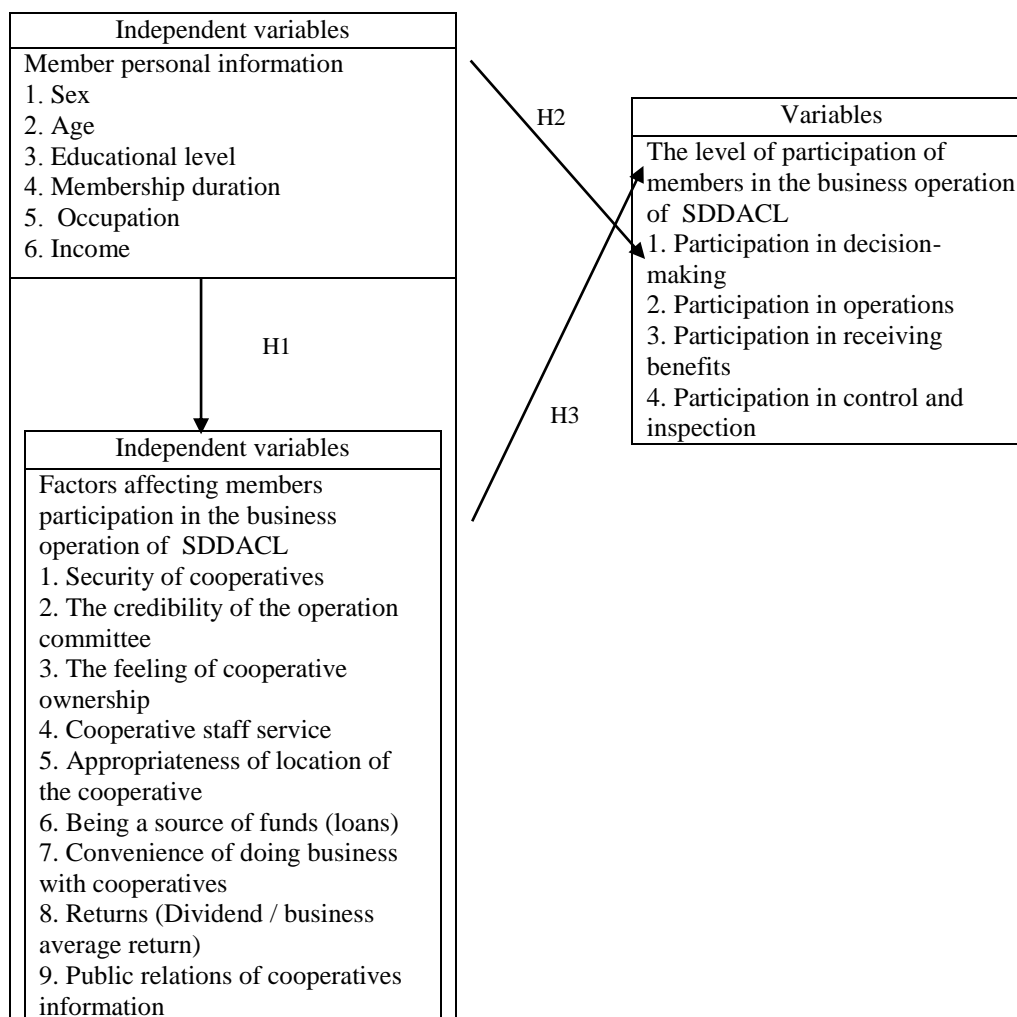 Independent variables
Member personal information
1. Sex
2. Age
3. Educational level
4. Membership duration
5. Occupation
6. Income
H1
Independent variables
Factors affecting members
participation in the business
operation of SDDACL
1. Security of cooperatives
2. The credibility of the operation
committee
3. The feeling of cooperative
ownership
4. Cooperative staff service
5. Appropriateness of location of
the cooperative
6. Being a source of funds (loans)
7. Convenience of doing business
with cooperatives
8. Returns (Dividend / business
average return)
9. Public relations of cooperatives
information
H2
H3
Variables
The level of participation of
members in the business operation
of SDDACL
1. Participation in decision-
making
2. Participation in operations
3. Participation in receiving
benefits
4. Participation in control and
inspection